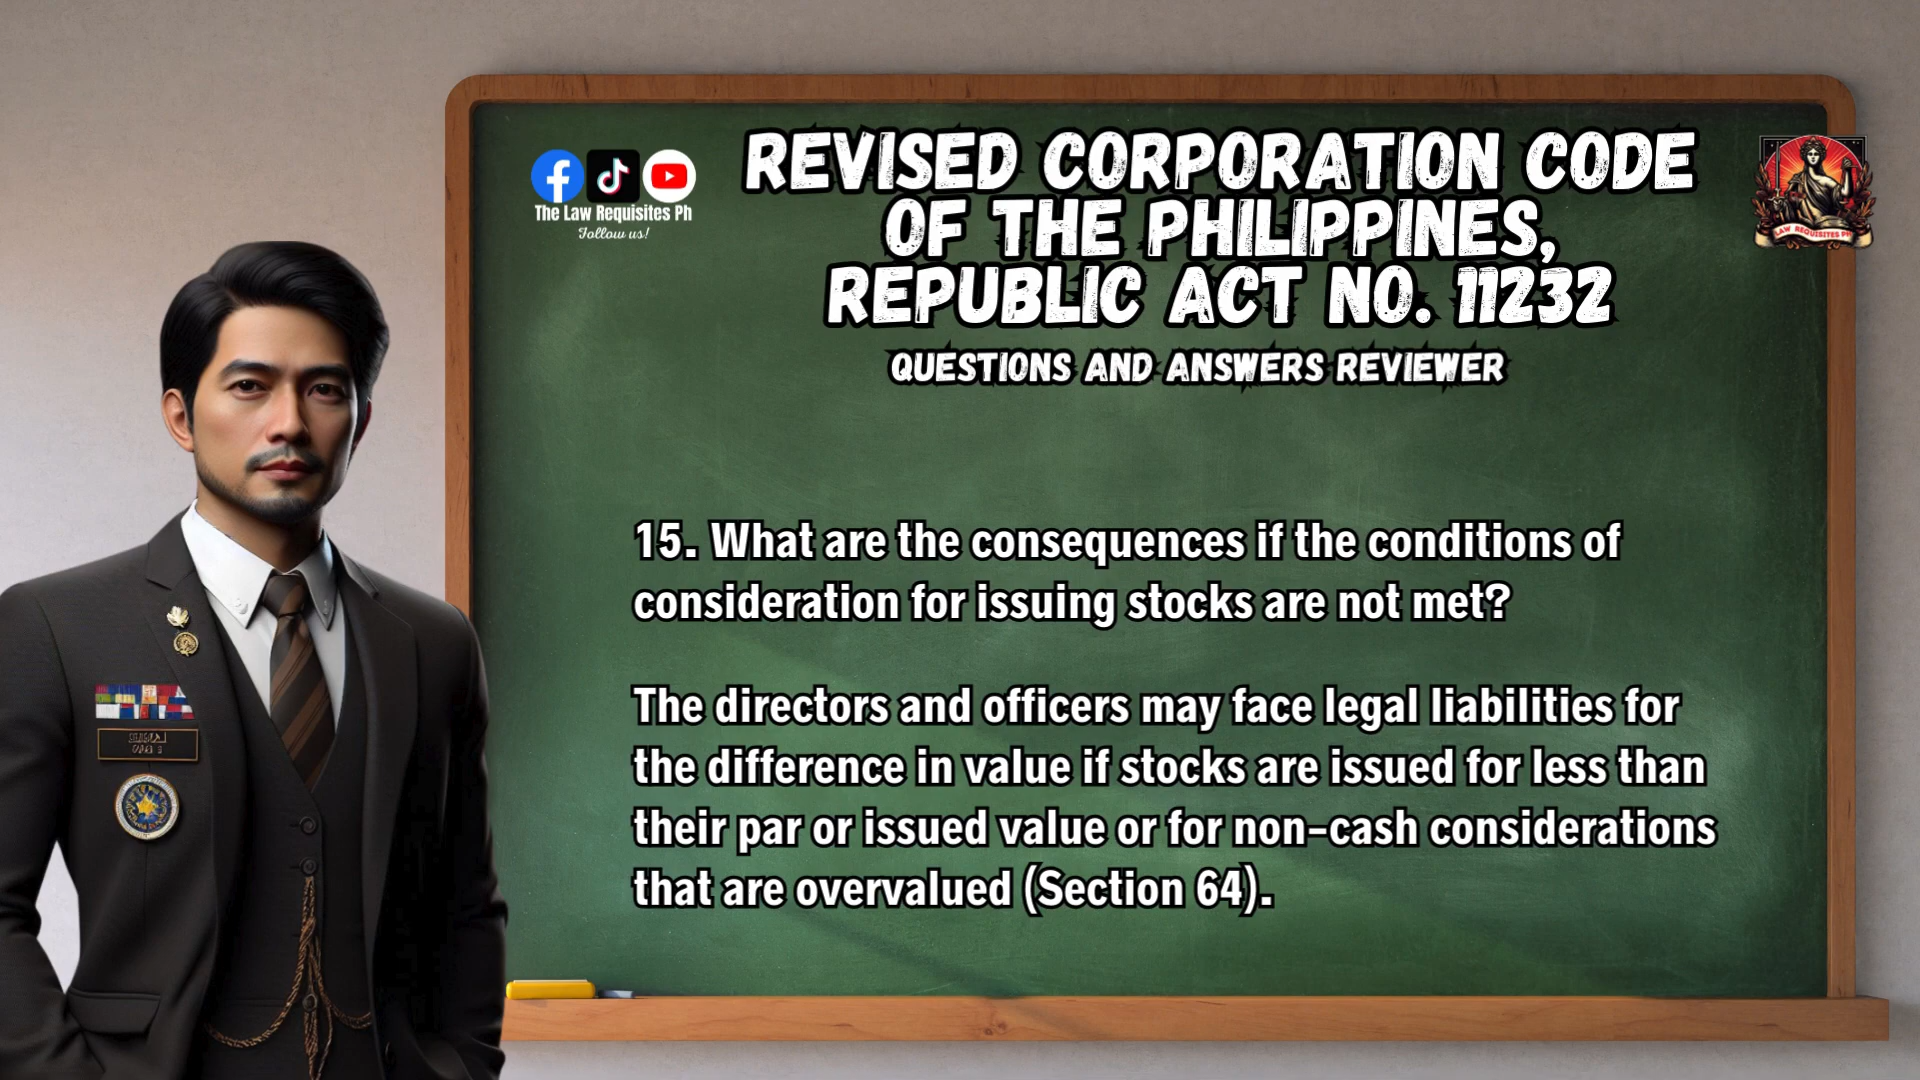 The Law Requisites Ph
Follow us!
REVISED CORPORATION CODE
OF THE PHILIPPINES,
REPUBLIC ACT NO. 11232
QUESTIONS AND ANSWERS REVIEWER
LAW REQUISITES PH
15. What are the consequences if the conditions of
consideration for issuing stocks are not met?
The directors and officers may face legal liabilities for
the difference in value if stocks are issued for less than
their par or issued value or for non-cash considerations
that are overvalued (Section 64).